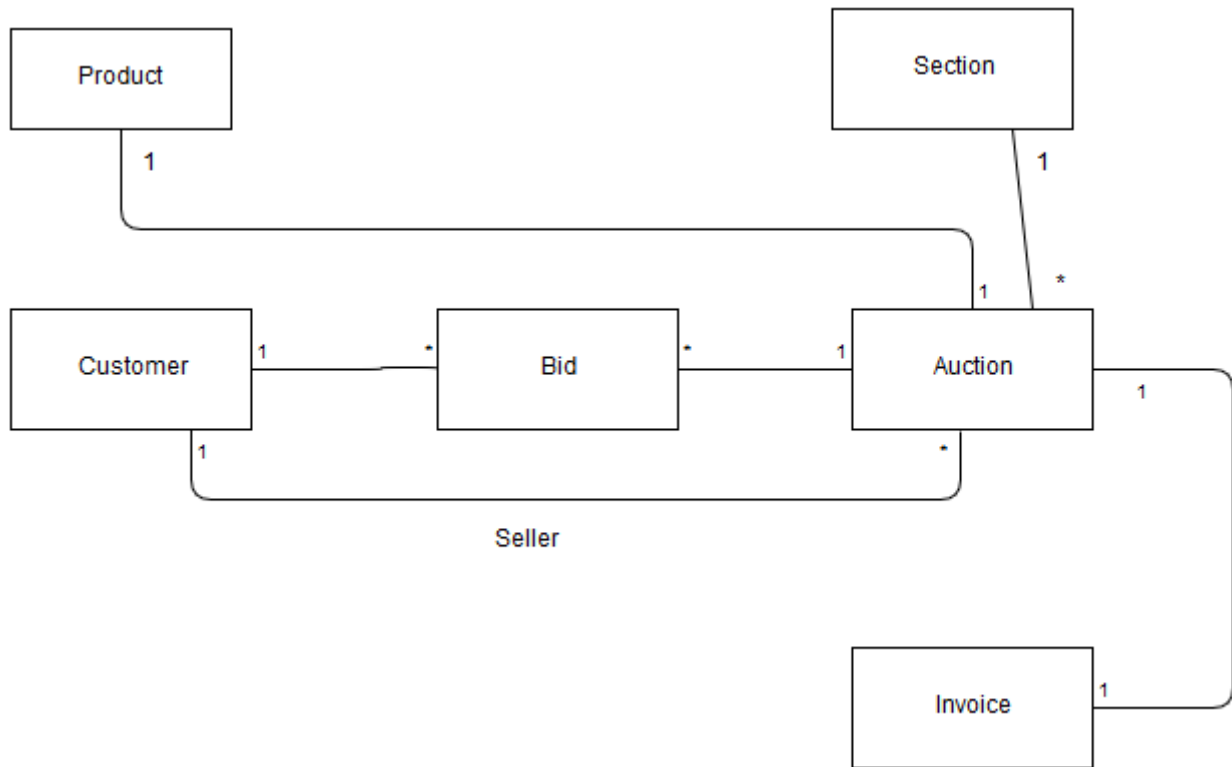 Product
Section
1
1
*
1
Customer
1
*
Bid
*
1
Auction
1
1
*
Seller
Invoice
1